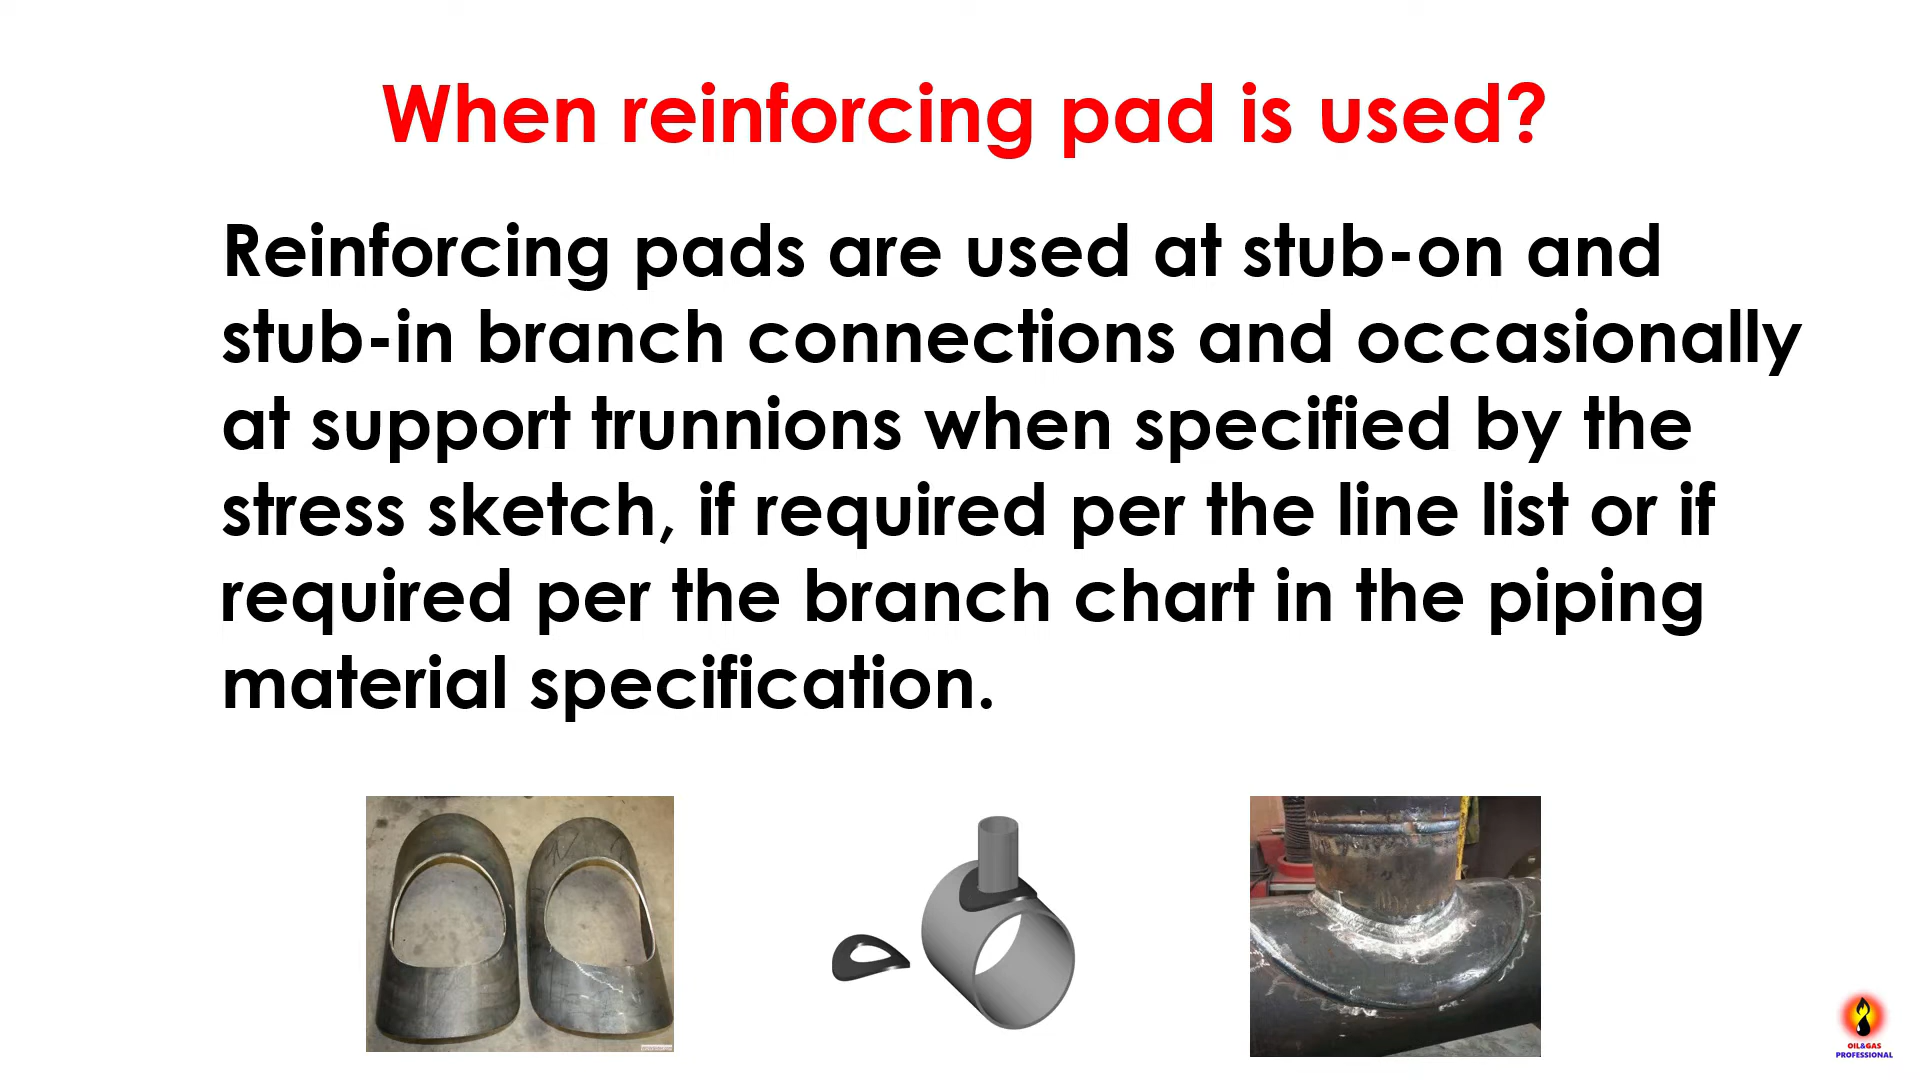 When reinforcing pad is used?
Reinforcing pads are used at stub-on and
stub-in branch connections and occasionally
at support trunnions when specified by the
stress sketch, if required per the line list or if
required per the branch chart in the piping
material specification.
OIL&GAS
PROFESSIONAL